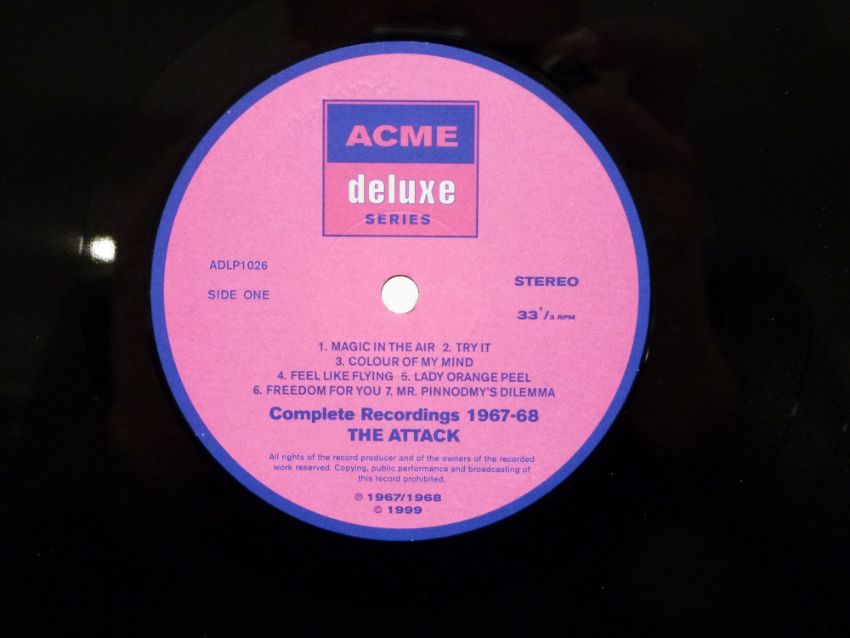 ACME
deluxe
SERIES
ADLP1026
SIDE ONE
STEREO
33 1/3 RPM
1. MAGIC IN THE AIR 2. TRY IT
3. COLOUR OF MY MIND
4. FEEL LIKE FLYING 5. LADY ORANGE PEEL
6. FREEDOM FOR YOU 7. MR. PINNODMY'S DILEMMA
Complete Recordings 1967-68
THE ATTACK
All rights of the record producer and of the owners of the recorded
work reserved. Copying, public performance and broadcasting of
this record prohibited.
℗ 1967/1968
© 1999